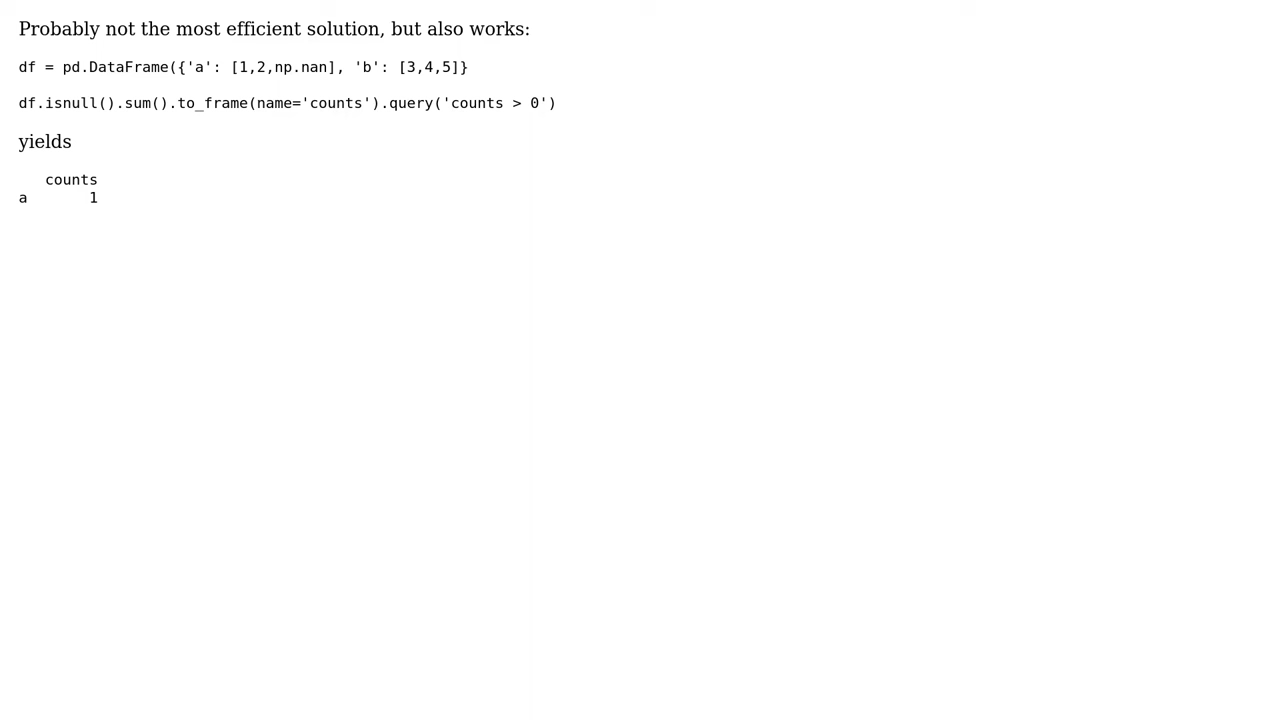 Probably not the most efficient solution, but also works:
df = pd.DataFrame({'a': [1,2,np.nan], 'b': [3,4,5]}
df.isnull().sum().to_frame(name='counts').query('counts > 0')
yields
   counts
a       1